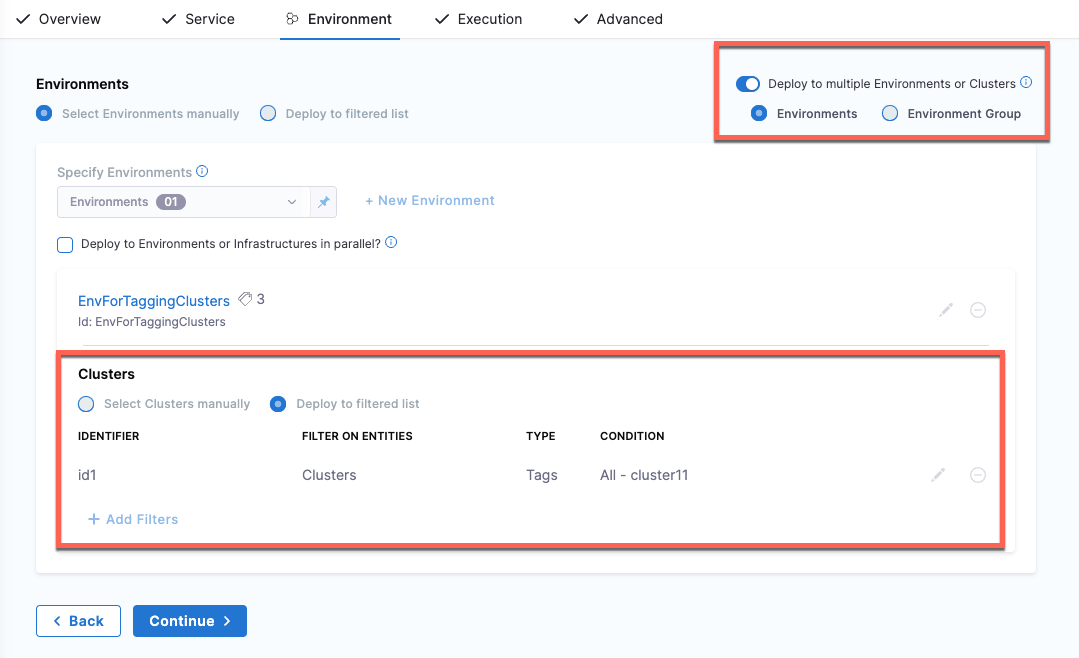 Overview Service Environment Execution Advanced
Deploy to multiple Environments or Clusters
Environments Environment Group
Environments
Select Environments manually Deploy to filtered list
Specify Environments
Environments 01
+ New Environment
Deploy to Environments or Infrastructures in parallel?
EnvForTaggingClusters 3
Id: EnvForTaggingClusters
Clusters
Select Clusters manually Deploy to filtered list
IDENTIFIER FILTER ON ENTITIES TYPE CONDITION
id1 Clusters Tags All - cluster11
+ Add Filters
< Back Continue >